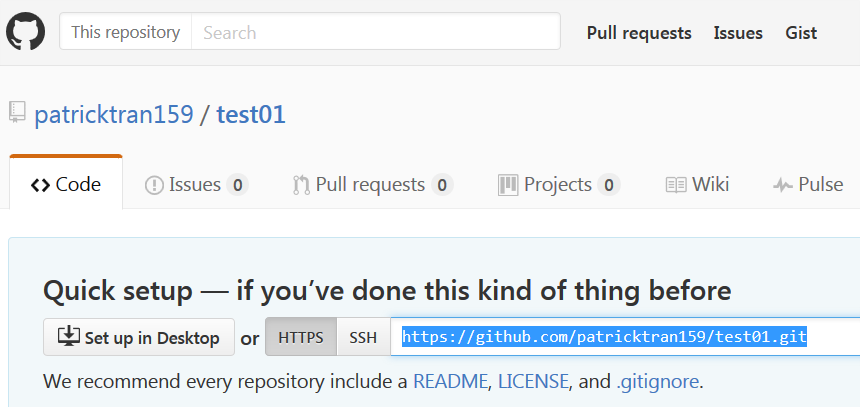 This repository Search Pull requests Issues Gist
patricktran159 / test01
Code Issues 0 Pull requests 0 Projects 0 Wiki Pulse
Quick setup — if you’ve done this kind of thing before
Set up in Desktop or HTTPS SSH https://github.com/patricktran159/test01.git
We recommend every repository include a README, LICENSE, and .gitignore.